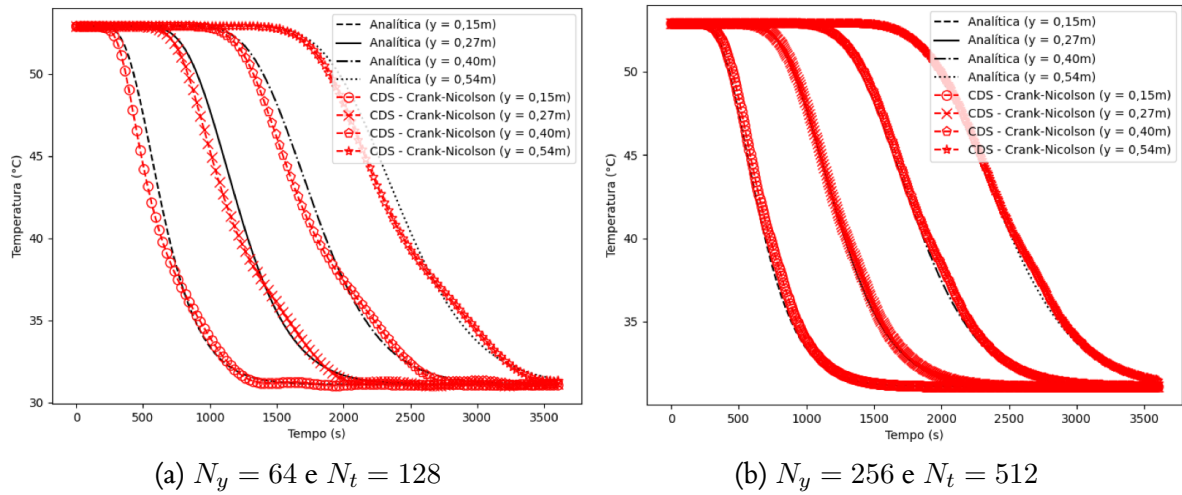 Analítica (y = 0,15m)
Analítica (y = 0,27m)
Analítica (y = 0,40m)
Analítica (y = 0,54m)
CDS - Crank-Nicolson (y = 0,15m)
CDS - Crank-Nicolson (y = 0,27m)
CDS - Crank-Nicolson (y = 0,40m)
CDS - Crank-Nicolson (y = 0,54m)
Temperatura (°C)
50
45
40
35
30
0 500 1000 1500 2000 2500 3000 3500
Tempo (s)
(a) N_y = 64 e N_t = 128
Analítica (y = 0,15m)
Analítica (y = 0,27m)
Analítica (y = 0,40m)
Analítica (y = 0,54m)
CDS - Crank-Nicolson (y = 0,15m)
CDS - Crank-Nicolson (y = 0,27m)
CDS - Crank-Nicolson (y = 0,40m)
CDS - Crank-Nicolson (y = 0,54m)
Temperatura (°C)
50
45
40
35
0 500 1000 1500 2000 2500 3000 3500
Tempo (s)
(b) N_y = 256 e N_t = 512